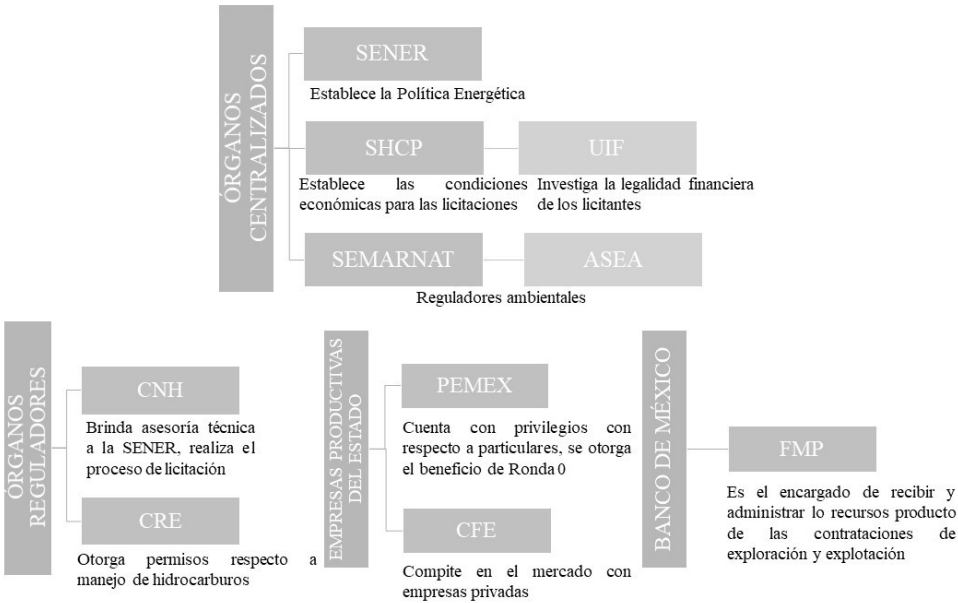 ÓRGANOS
CENTRALIZADOS
SENER
Establece la Política Energética
SHCP
Establece las condiciones
económicas para las licitaciones
UIF
Investiga la legalidad financiera
de los licitantes
SEMARNAT
ASEA
Reguladores ambientales
ÓRGANOS
REGULADORES
CNH
Brinda asesoría técnica
a la SENER, realiza el
proceso de licitación
CRE
Otorga permisos respecto a
manejo de hidrocarburos
EMPRESAS PRODUCTIVAS
DEL ESTADO
PEMEX
Cuenta con privilegios con
respecto a particulares, se otorga
el beneficio de Ronda 0
CFE
Compite en el mercado con
empresas privadas
BANCO DE MÉXICO
FMP
Es el encargado de recibir y
administrar lo recursos producto
de las contrataciones de
exploración y explotación